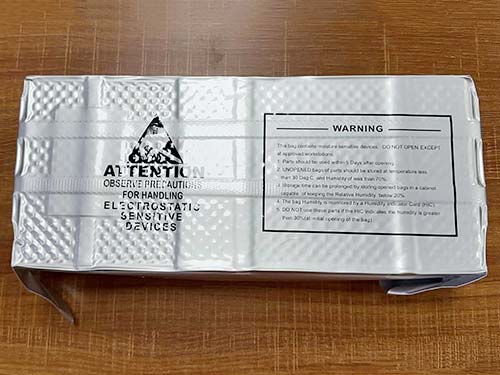 ATTENTION
OBSERVE PRECAUTIONS
FOR HANDLING
ELECTROSTATIC
SENSITIVE
DEVICES
WARNING
This bag contains moisture sensitive devices. DO NOT OPEN EXCEPT
at approved workstations.
1. Parts should be used within 5 Days after opening.
2. UNOPENED bags of parts should be stored at temperature less
than 30 Deg C. and Humidity of less than 70%.
3. Storage time can be prolonged by storing opened bags in a cabinet
capable of keeping the Relative Humidity below 20%.
4. The bag Humidity is monitored by a Humidity Indicator Card (HIC).
5. DO NOT use these parts if the HIC indicates the humidity is greater
than 30%(at initial opening of the bag).